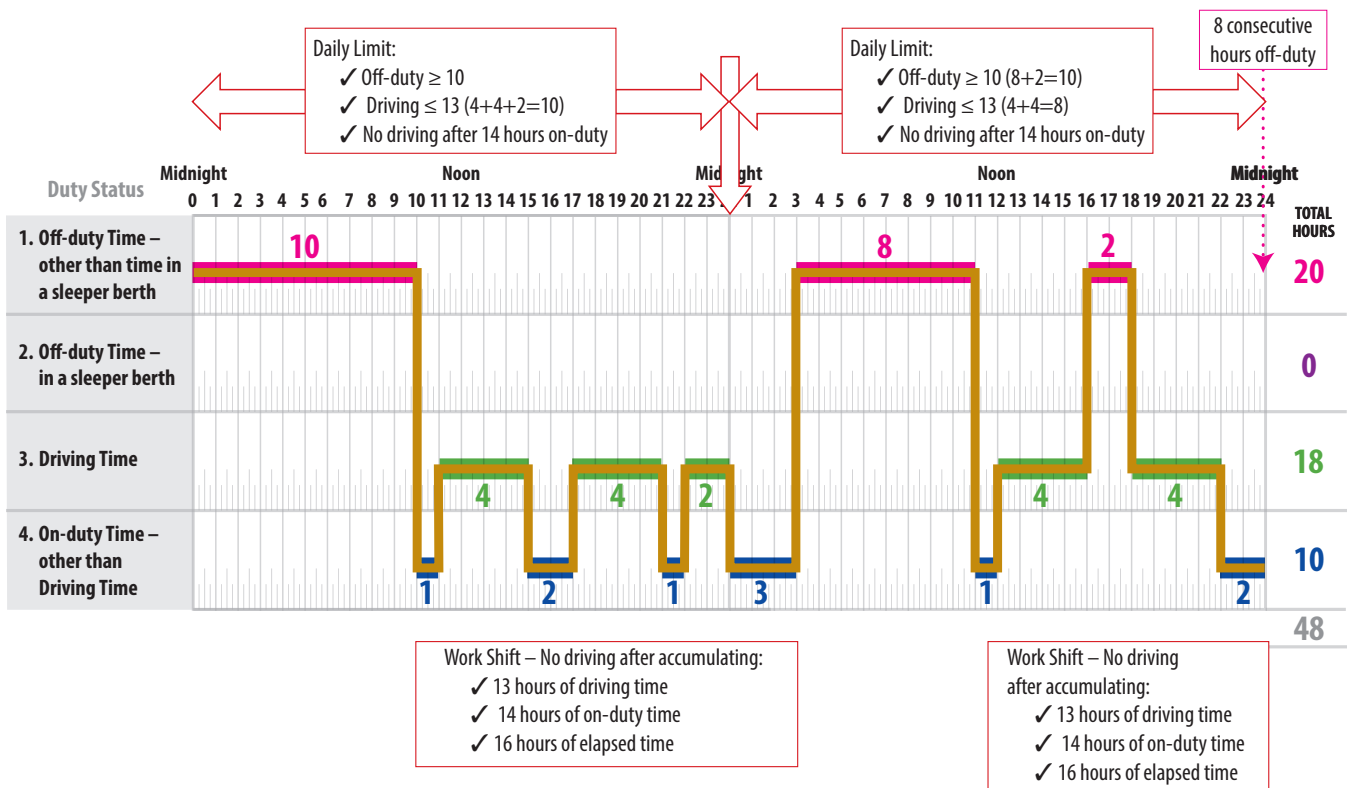 Daily Limit:
✓ Off-duty ≥ 10
✓ Driving ≤ 13 (4+4+2=10)
✓ No driving after 14 hours on-duty
Daily Limit:
✓ Off-duty ≥ 10 (8+2=10)
✓ Driving ≤ 13 (4+4=8)
✓ No driving after 14 hours on-duty
8 consecutive
hours off-duty
Midnight Noon Midnight Noon Midnight
Duty Status
0 1 2 3 4 5 6 7 8 9 10 11 12 13 14 15 16 17 18 19 20 21 22 23 1 2 3 4 5 6 7 8 9 10 11 12 13 14 15 16 17 18 19 20 21 22 23 24
TOTAL
HOURS
1. Off-duty Time –
other than time in
a sleeper berth
10 8 2 20
2. Off-duty Time –
in a sleeper berth
0
3. Driving Time
4 4 2 4 4 18
4. On-duty Time –
other than
Driving Time
1 2 1 3 1 2 10
48
Work Shift – No driving after accumulating:
✓ 13 hours of driving time
✓ 14 hours of on-duty time
✓ 16 hours of elapsed time
Work Shift – No driving
after accumulating:
✓ 13 hours of driving time
✓ 14 hours of on-duty time
✓ 16 hours of elapsed time